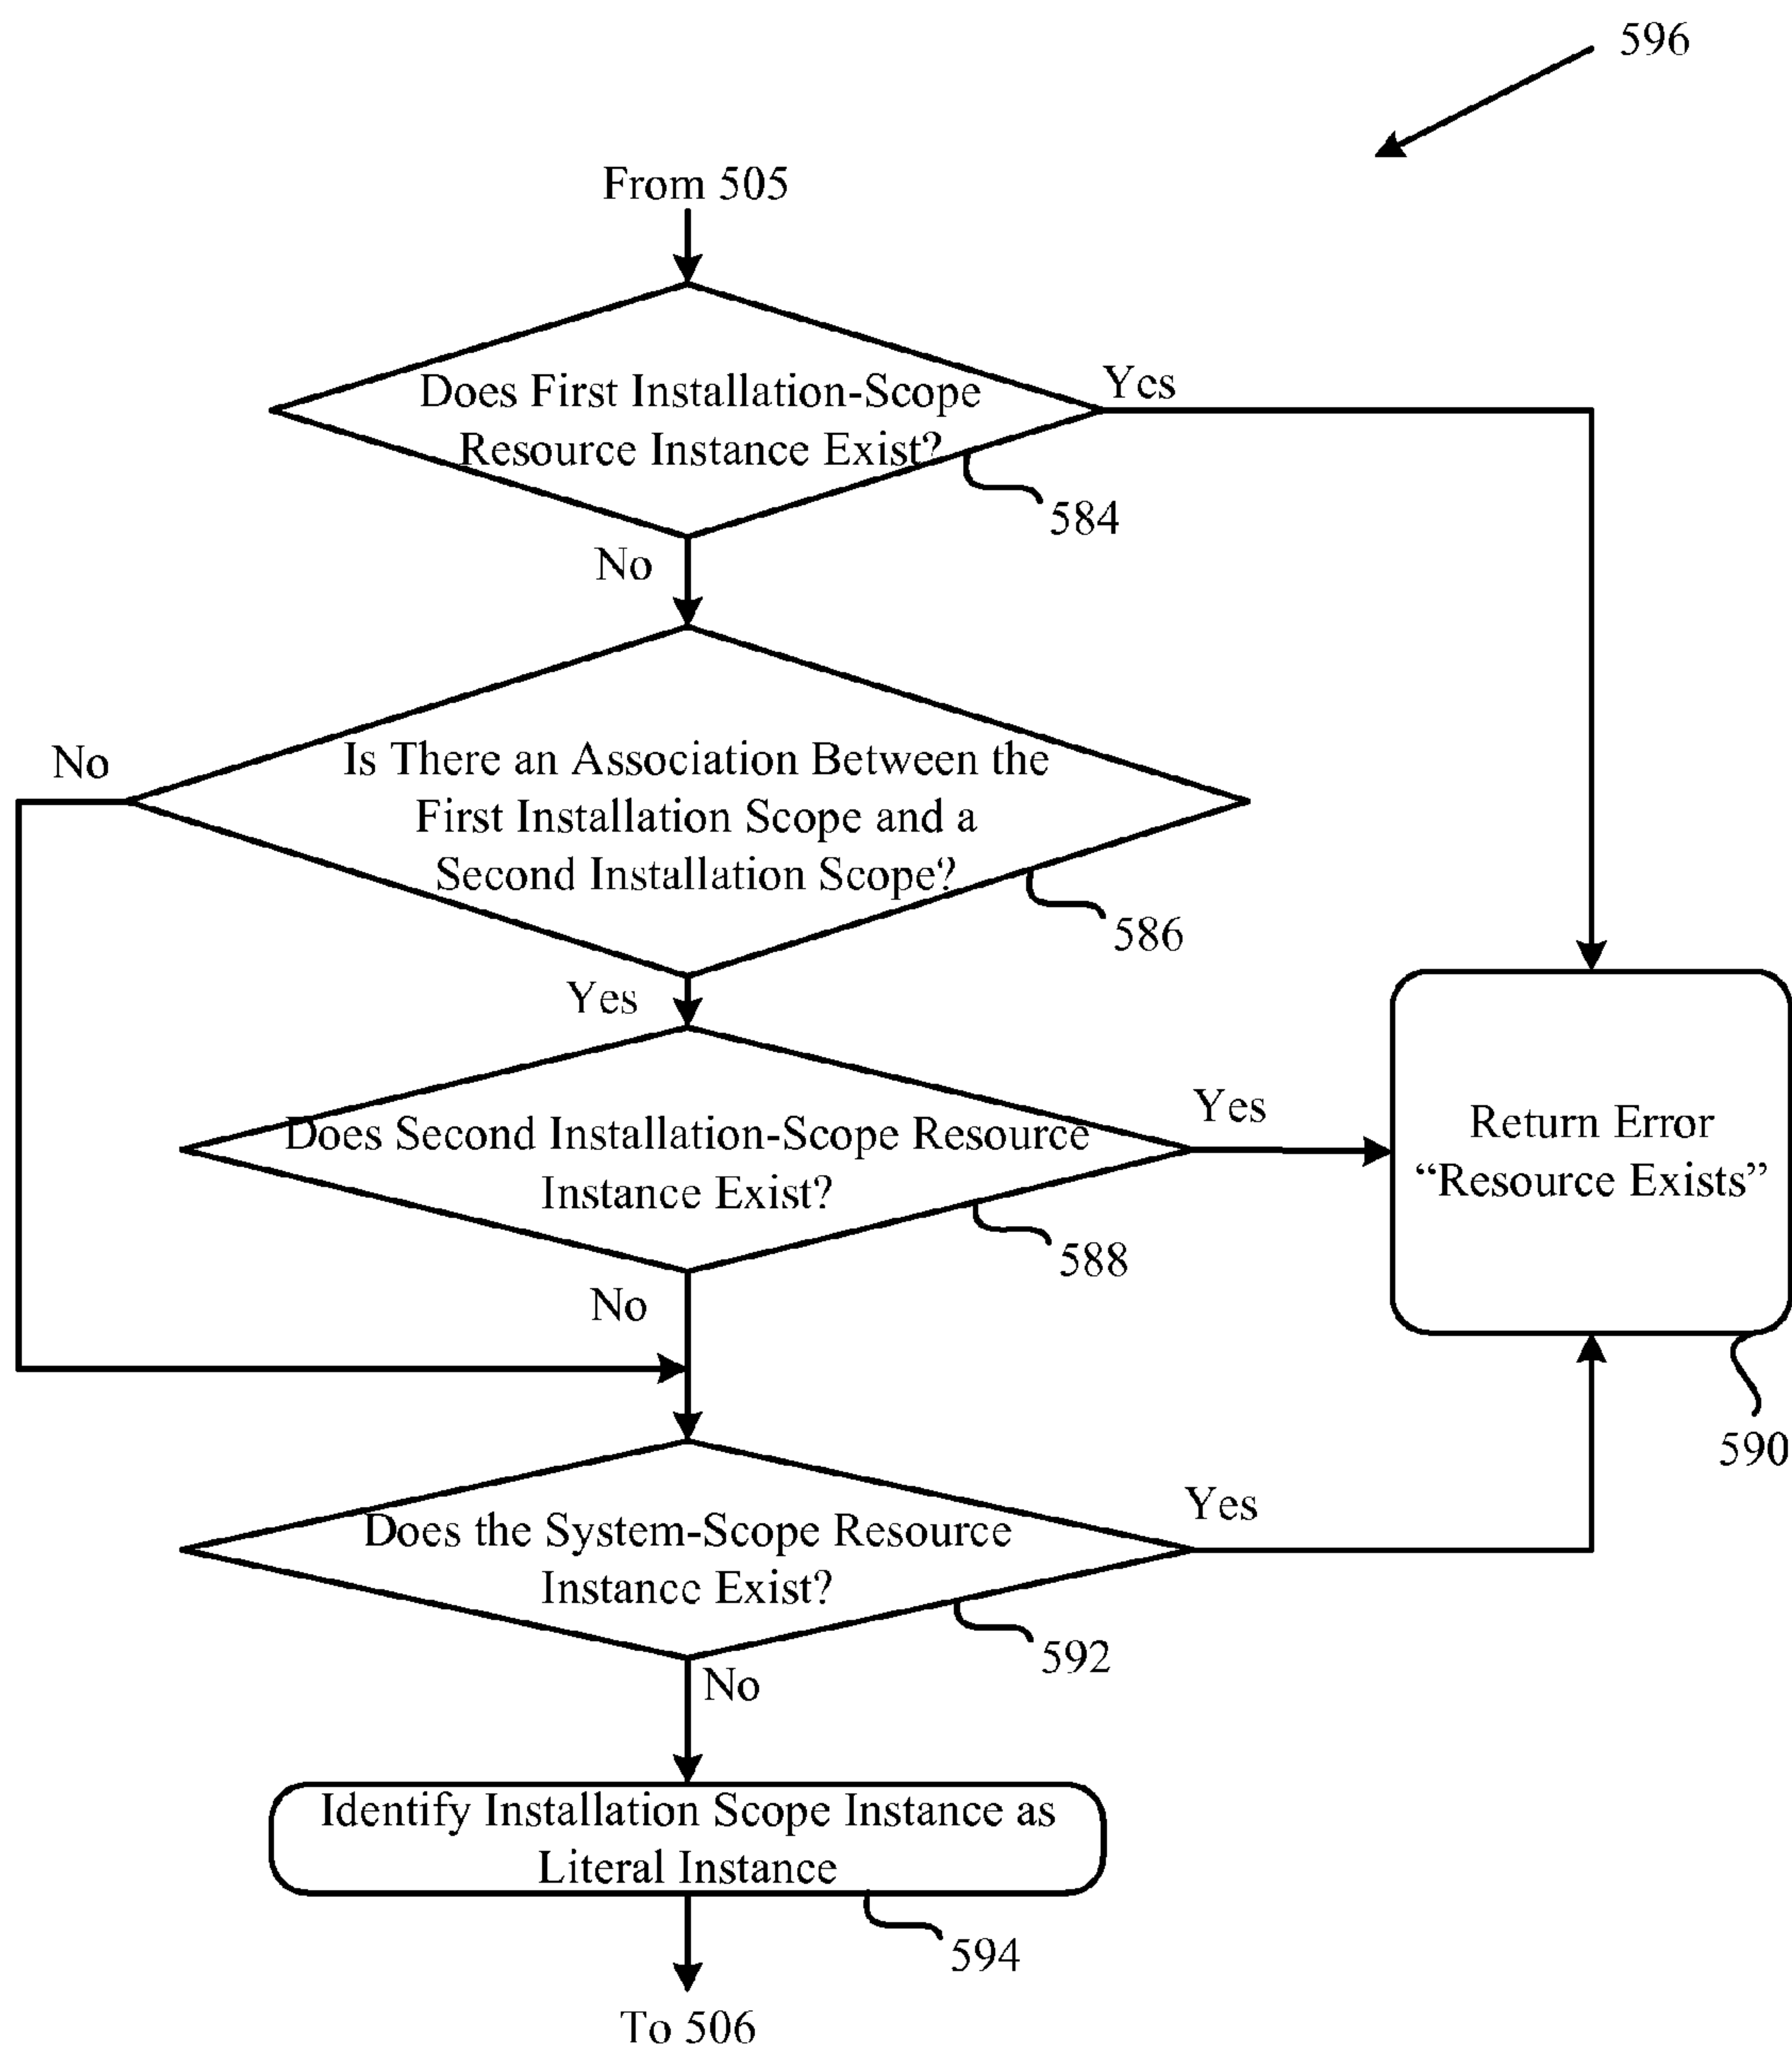 596
From 505
Does First Installation-Scope
Resource Instance Exist?
Yes
584
No
No
Is There an Association Between the
First Installation Scope and a
Second Installation Scope?
586
Yes
Does Second Installation-Scope Resource
Instance Exist?
Yes
588
Return Error
“Resource Exists”
590
No
Does the System-Scope Resource
Instance Exist?
Yes
592
No
Identify Installation Scope Instance as
Literal Instance
594
To 506